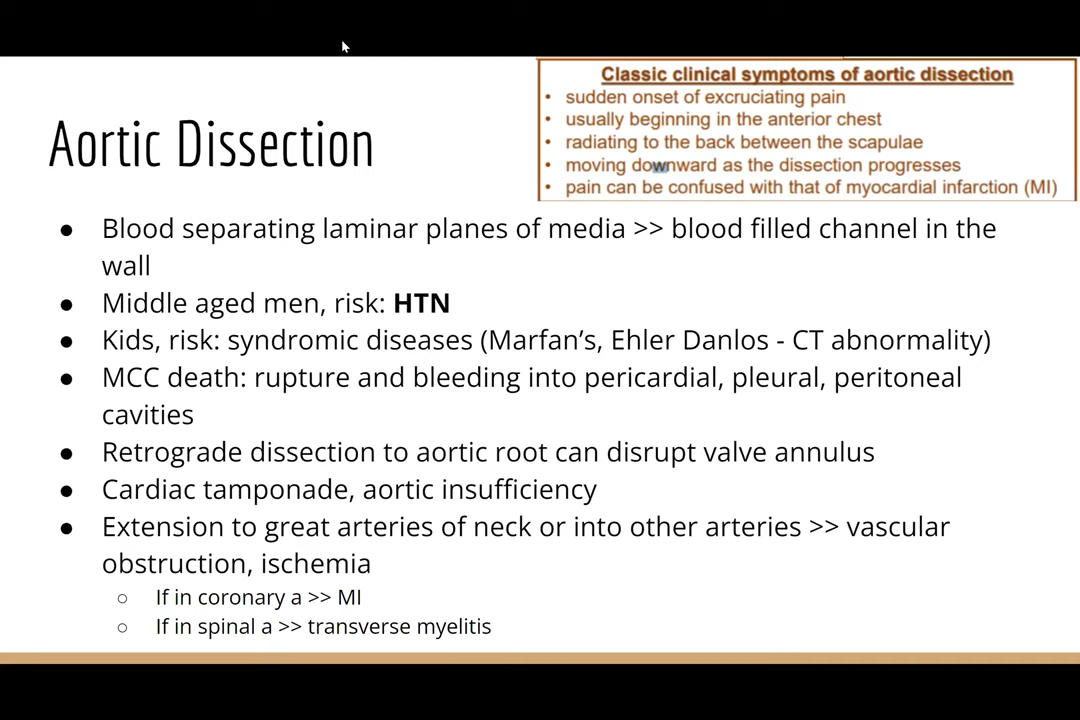 Classic clinical symptoms of aortic dissection
• sudden onset of excruciating pain
• usually beginning in the anterior chest
• radiating to the back between the scapulae
• moving downward as the dissection progresses
• pain can be confused with that of myocardial infarction (MI)
Aortic Dissection
● Blood separating laminar planes of media >> blood filled channel in the
wall
● Middle aged men, risk: HTN
● Kids, risk: syndromic diseases (Marfan’s, Ehler Danlos - CT abnormality)
● MCC death: rupture and bleeding into pericardial, pleural, peritoneal
cavities
● Retrograde dissection to aortic root can disrupt valve annulus
● Cardiac tamponade, aortic insufficiency
● Extension to great arteries of neck or into other arteries >> vascular
obstruction, ischemia
○ If in coronary a >> MI
○ If in spinal a >> transverse myelitis